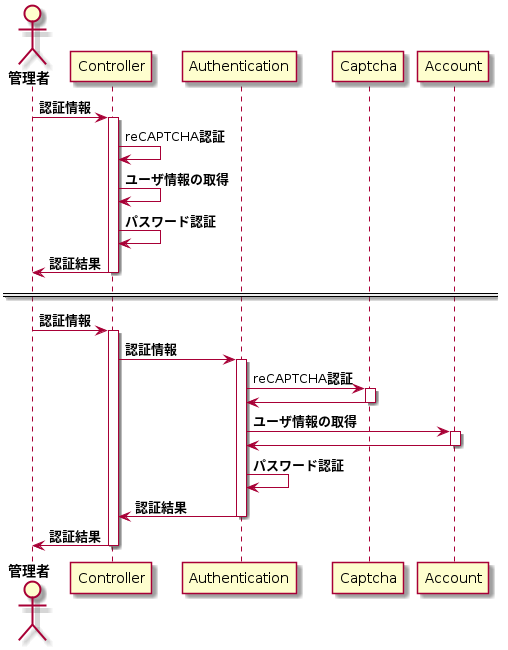 管理者
Controller
Authentication
Captcha
Account
認証情報
reCAPTCHA認証
ユーザ情報の取得
パスワード認証
認証結果
認証情報
認証情報
reCAPTCHA認証
ユーザ情報の取得
パスワード認証
認証結果
認証結果
管理者
Controller
Authentication
Captcha
Account